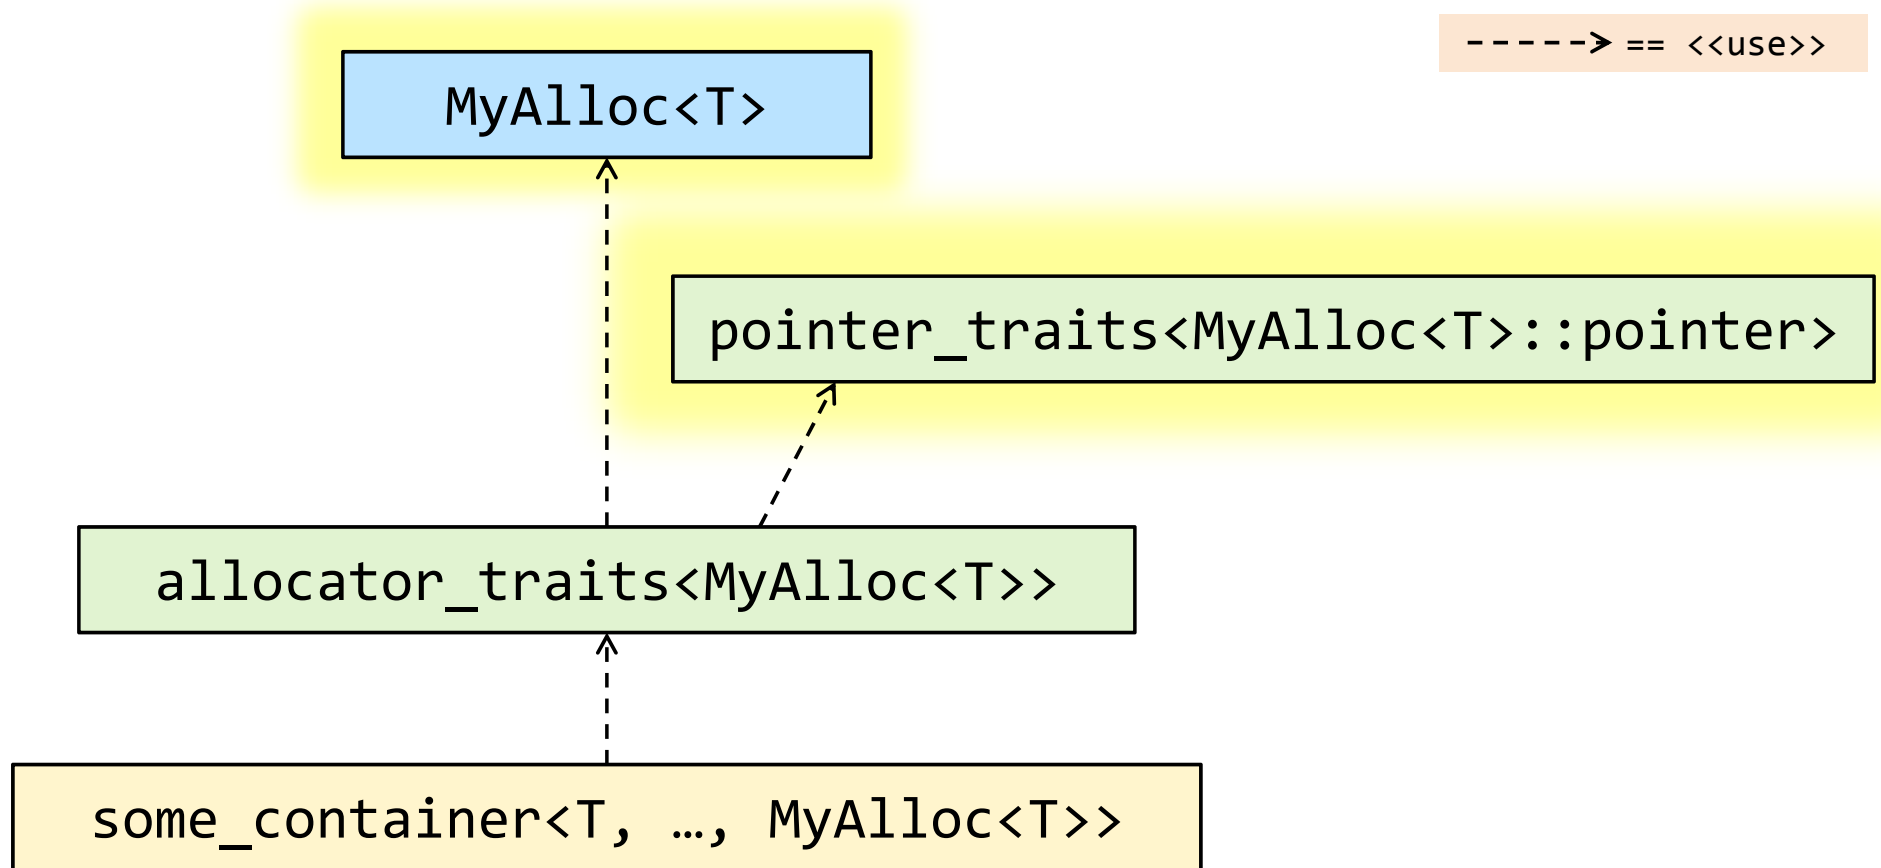 == <<use>>
MyAlloc<T>
pointer_traits<MyAlloc<T>::pointer>
allocator_traits<MyAlloc<T>>
some_container<T, …, MyAlloc<T>>